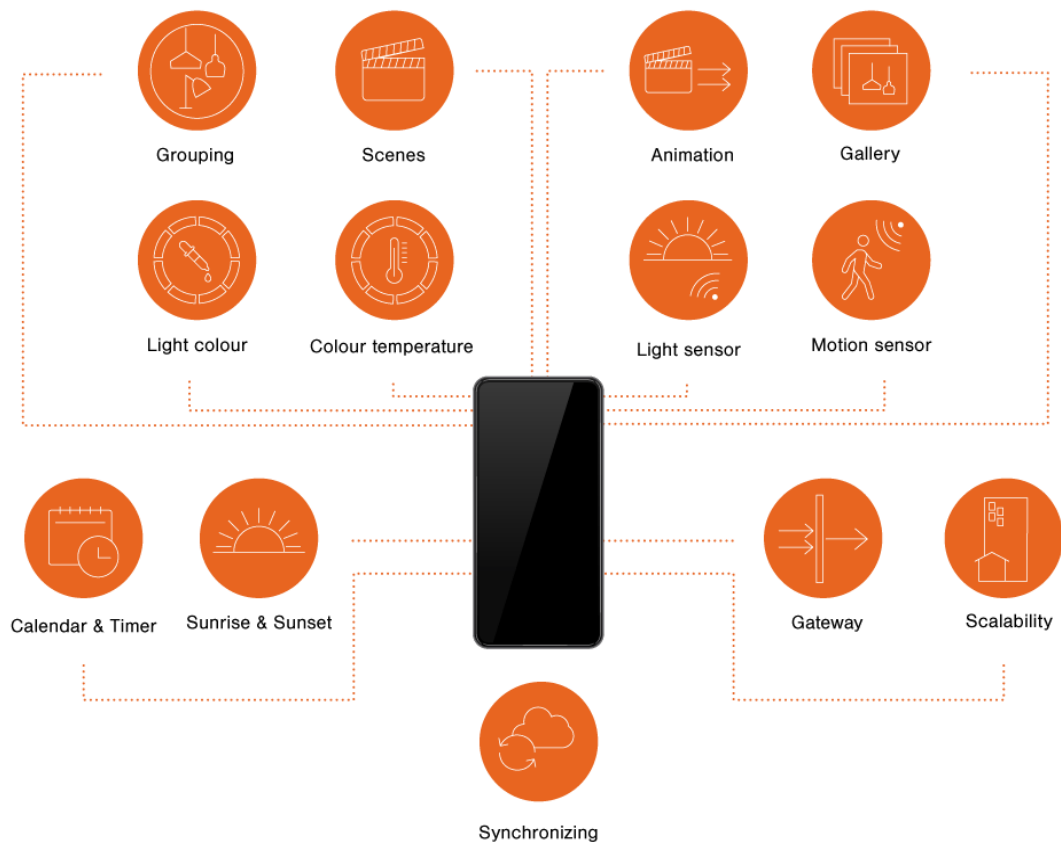 Grouping
Scenes
Animation
Gallery
Light colour
Colour temperature
Light sensor
Motion sensor
Calendar & Timer
Sunrise & Sunset
Gateway
Scalability
Synchronizing